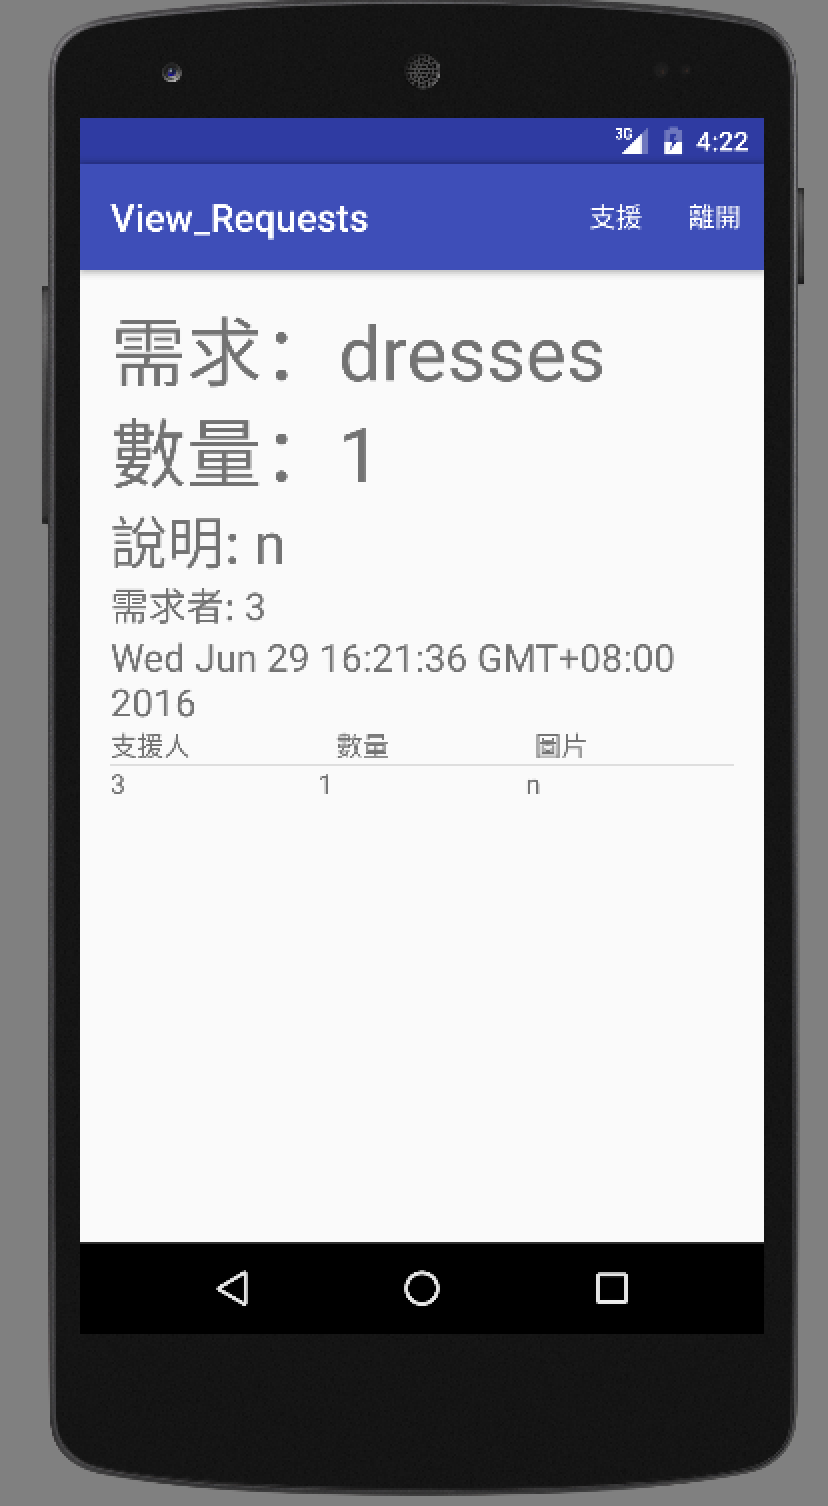 3G 4:22
View_Requests 支援 離開
需求：dresses
數量：1
說明: n
需求者: 3
Wed Jun 29 16:21:36 GMT+08:00
2016
支援人 數量 圖片
3 1 n